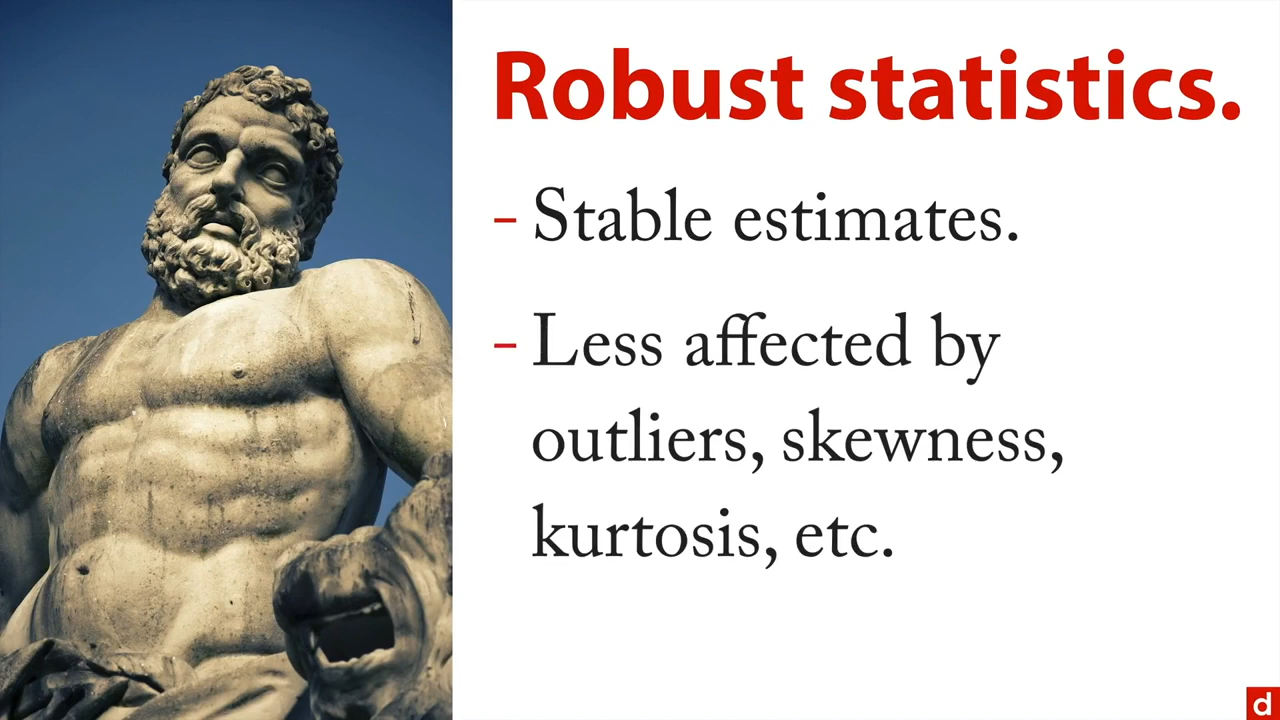 Robust statistics.
- Stable estimates.
- Less affected by
outliers, skewness,
kurtosis, etc.
d